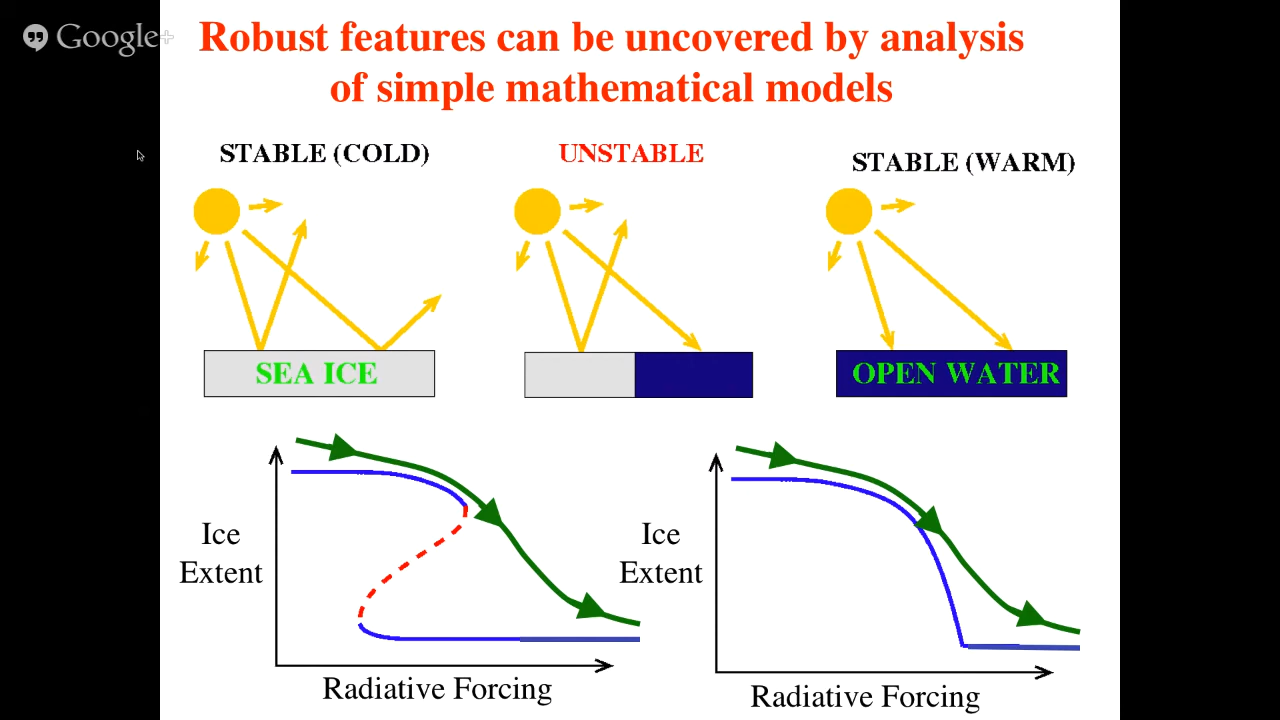 Google+
Robust features can be uncovered by analysis
of simple mathematical models
STABLE (COLD)
UNSTABLE
STABLE (WARM)
SEA ICE
OPEN WATER
Ice
Extent
Radiative Forcing
Ice
Extent
Radiative Forcing